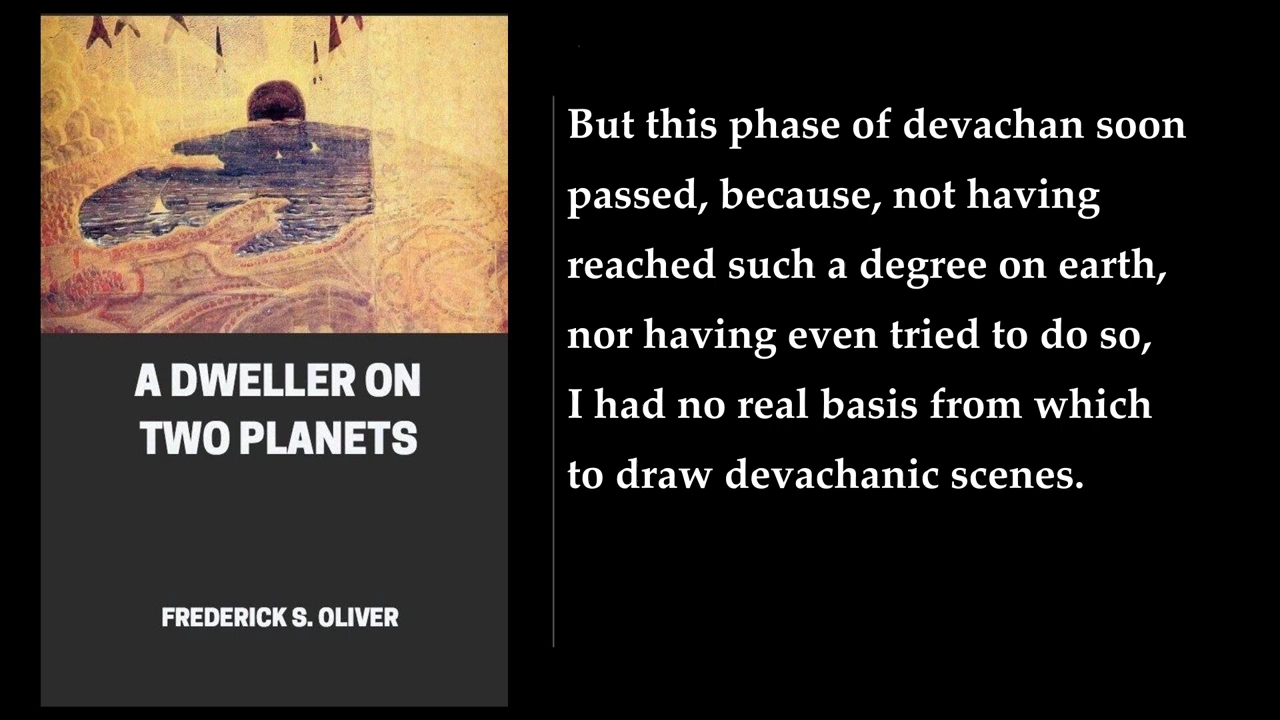 A DWELLER ON
TWO PLANETS
FREDERICK S. OLIVER
But this phase of devachan soon
passed, because, not having
reached such a degree on earth,
nor having even tried to do so,
I had no real basis from which
to draw devachanic scenes.